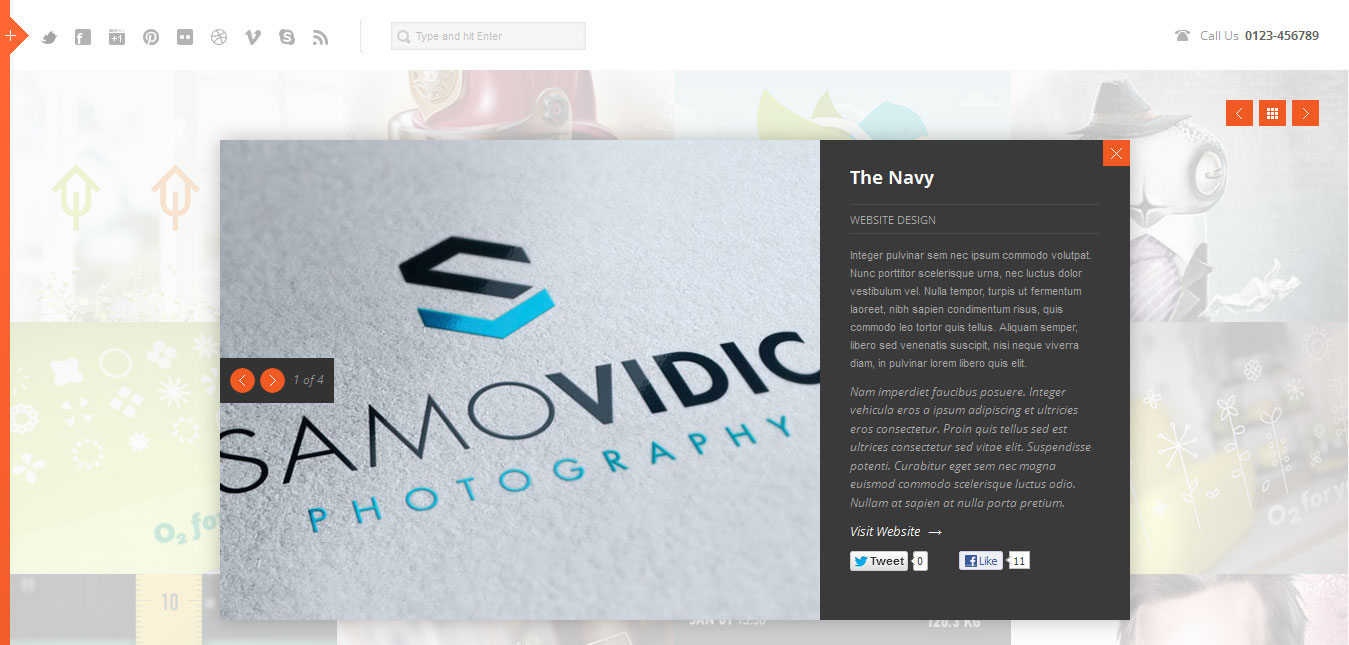 +1
Type and hit Enter
Call Us 0123-456789
The Navy
WEBSITE DESIGN
Integer pulvinar sem nec ipsum commodo volutpat.
Nunc porttitor scelerisque urna, nec luctus dolor
vestibulum vel. Nulla tempor, turpis ut fermentum
laoreet, nibh sapien condimentum risus, quis
commodo leo tortor quis tellus. Aliquam semper,
libero sed venenatis suscipit, nisi neque viverra
diam, in pulvinar lorem libero quis elit.
Nam imperdiet faucibus posuere. Integer
vehicula eros a ipsum adipiscing et ultricies
eros consectetur. Proin quis tellus sed est
ultrices consectetur sed vitae elit. Suspendisse
potenti. Curabitur eget sem nec magna
euismod commodo scelerisque luctus odio.
Nullam at sapien at nulla porta pretium.
Visit Website →
Tweet 0
Like 11
1 of 4
SAMOVIDIC
PHOTOGRAPHY
O2 for
O2 fory
10